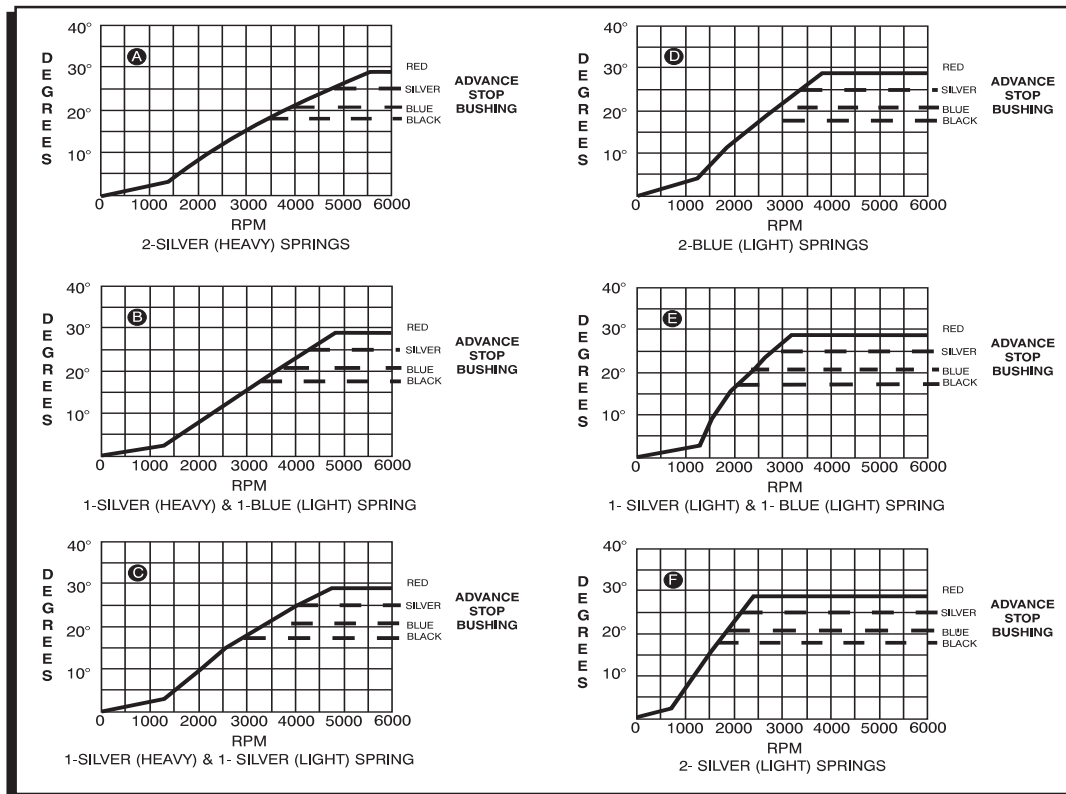 A
DEGREES
40°
30°
20°
10°
0 1000 2000 3000 4000 5000 6000
RPM
RED
SILVER
BLUE
BLACK
ADVANCE
STOP
BUSHING
2-SILVER (HEAVY) SPRINGS
B
DEGREES
40°
30°
20°
10°
0 1000 2000 3000 4000 5000 6000
RPM
RED
SILVER
BLUE
BLACK
ADVANCE
STOP
BUSHING
1-SILVER (HEAVY) & 1-BLUE (LIGHT) SPRING
C
DEGREES
40°
30°
20°
10°
0 1000 2000 3000 4000 5000 6000
RPM
RED
SILVER
BLUE
BLACK
ADVANCE
STOP
BUSHING
1-SILVER (HEAVY) & 1- SILVER (LIGHT) SPRING
D
DEGREES
40°
30°
20°
10°
0 1000 2000 3000 4000 5000 6000
RPM
RED
SILVER
BLUE
BLACK
ADVANCE
STOP
BUSHING
2-BLUE (LIGHT) SPRINGS
E
DEGREES
40°
30°
20°
10°
0 1000 2000 3000 4000 5000 6000
RPM
RED
SILVER
BLUE
BLACK
ADVANCE
STOP
BUSHING
1- SILVER (LIGHT) & 1- BLUE (LIGHT) SPRING
F
DEGREES
40°
30°
20°
10°
0 1000 2000 3000 4000 5000 6000
RPM
RED
SILVER
BLUE
BLACK
ADVANCE
STOP
BUSHING
2- SILVER (LIGHT) SPRINGS